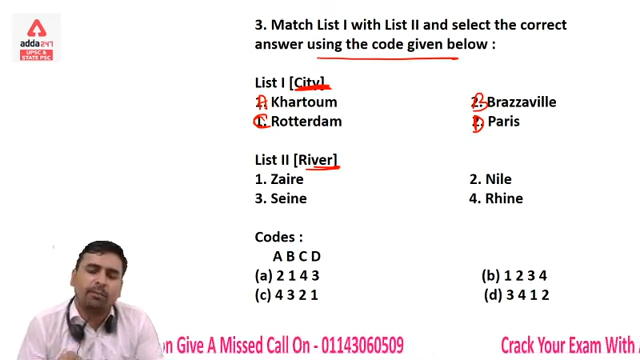 adda247
UPSC &
STATE PSC
3. Match List I with List II and select the correct
answer using the code given below :
List I [City]
A Khartoum B Brazzaville
C Rotterdam D Paris
List II [River]
1. Zaire 2. Nile
3. Seine 4. Rhine
Codes :
A B C D
(a) 2 1 4 3 (b) 1 2 3 4
(c) 4 3 2 1 (d) 3 4 1 2
on Give A Missed Call On - 01143060509 Crack Your Exam With A